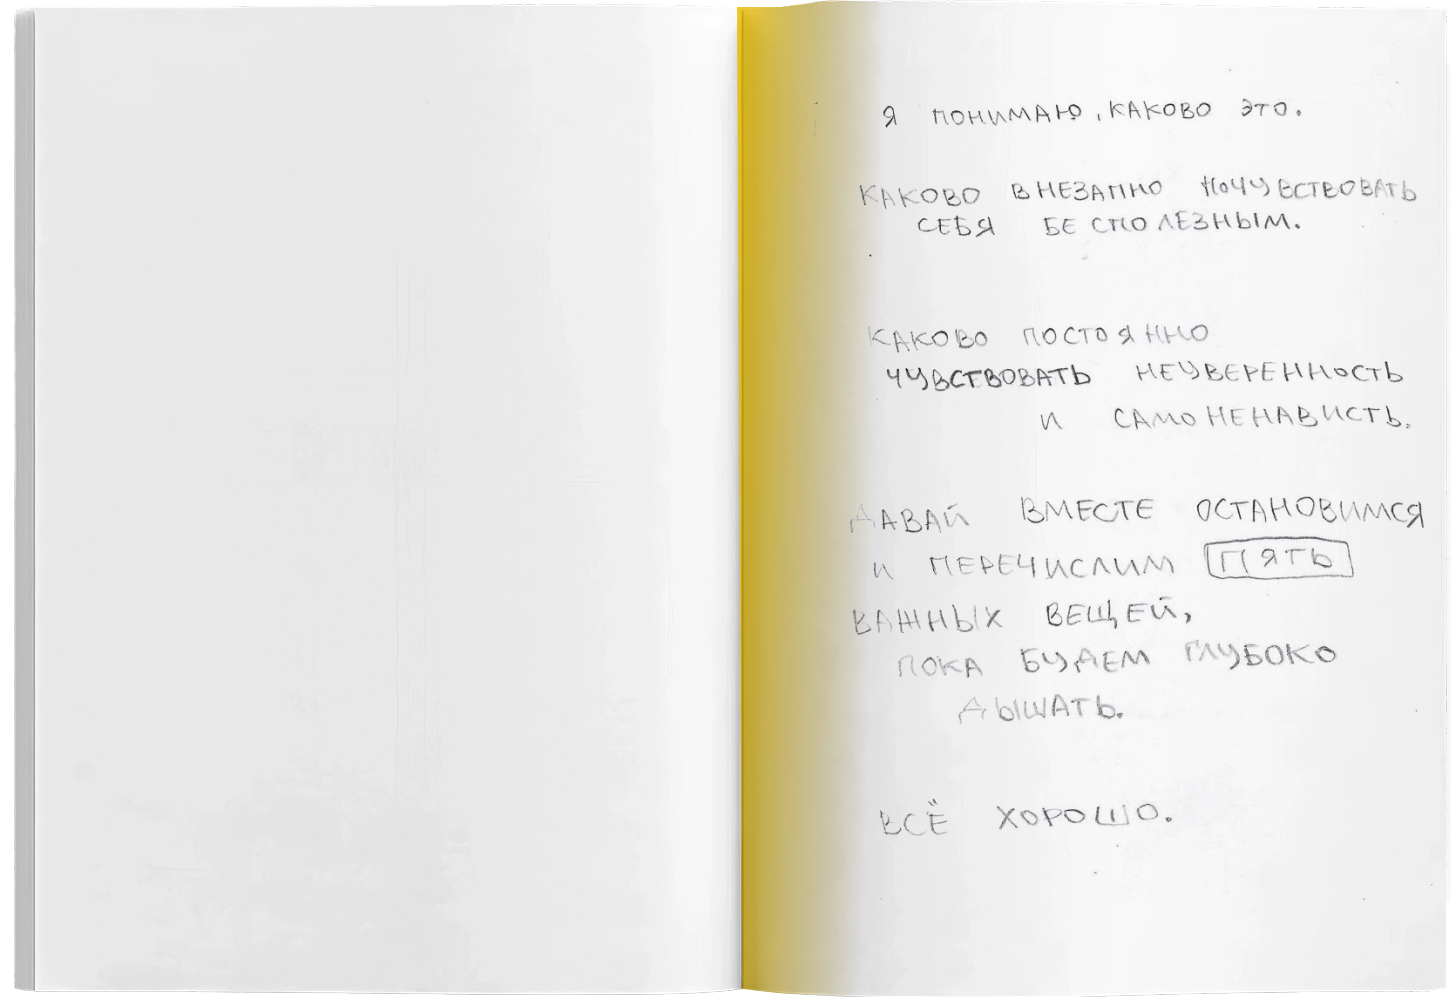 Я ПОНИМАЮ, КАКОВО ЭТО.
КАКОВО ВНЕЗАПНО ПОЧУВСТВОВАТЬ
СЕБЯ БЕСПОЛЕЗНЫМ.
КАКОВО ПОСТОЯННО
ЧУВСТВОВАТЬ НЕУВЕРЕННОСТЬ
И САМОНЕНАВИСТЬ.
ДАВАЙ ВМЕСТЕ ОСТАНОВИМСЯ
И ПЕРЕЧИСЛИМ ПЯТЬ
ВАЖНЫХ ВЕЩЕЙ,
ПОКА БУДЕМ ГЛУБОКО
ДЫШАТЬ.
ВСЁ ХОРОШО.